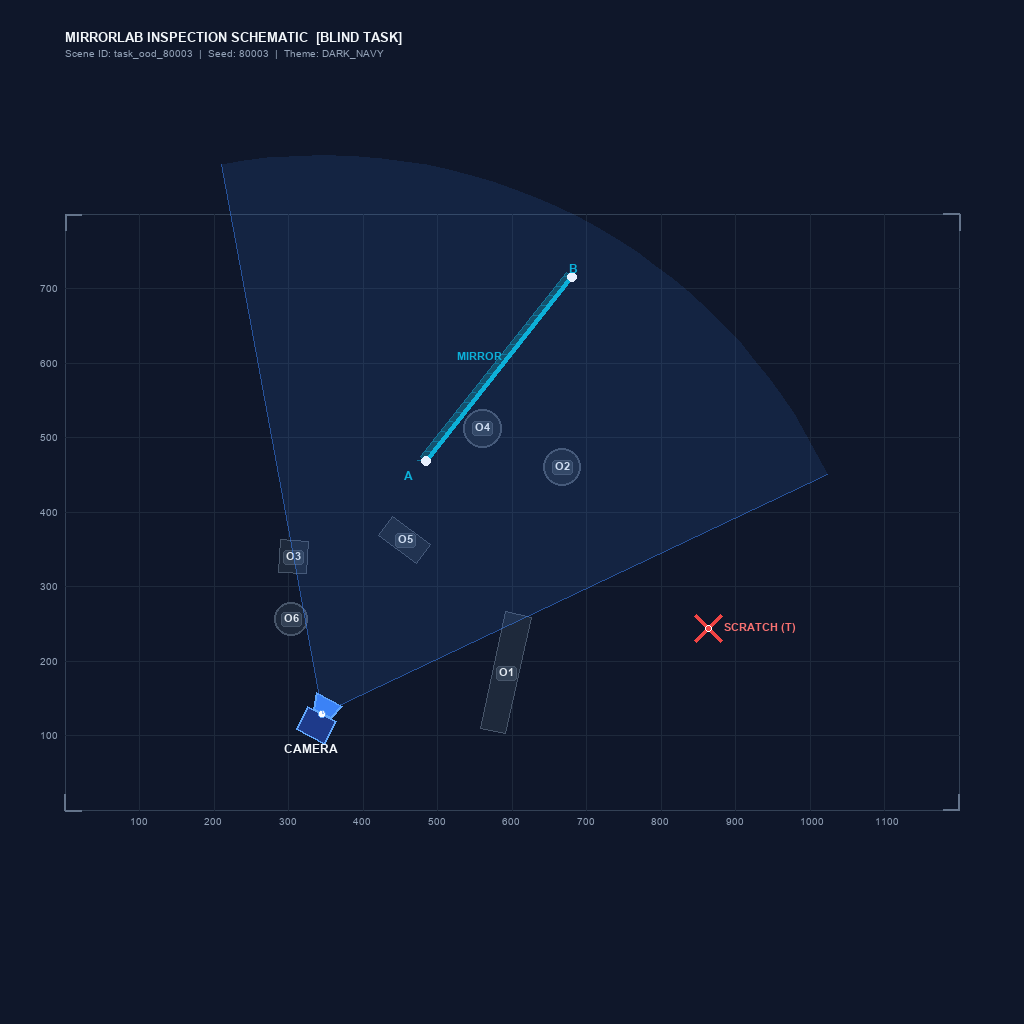 MIRRORLAB INSPECTION SCHEMATIC [BLIND TASK]
Scene ID: task_ood_80003 | Seed: 80003 | Theme: DARK_NAVY
B
700
MIRROR
600
O4
500
O2
A
400
O5
O3
300
O6
SCRATCH (T)
200
O1
100
CAMERA
100 200 300 400 500 600 700 800 900 1000 1100